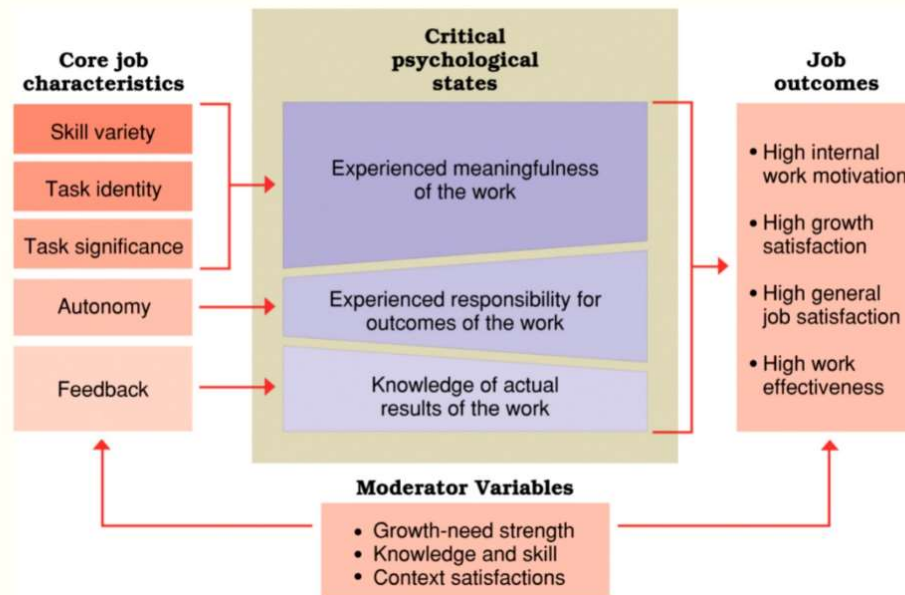 Core job
characteristics
Skill variety
Task identity
Task significance
Autonomy
Feedback
Critical
psychological
states
Experienced meaningfulness
of the work
Experienced responsibility for
outcomes of the work
Knowledge of actual
results of the work
Job
outcomes
• High internal
work motivation
• High growth
satisfaction
• High general
job satisfaction
• High work
effectiveness
Moderator Variables
• Growth-need strength
• Knowledge and skill
• Context satisfactions